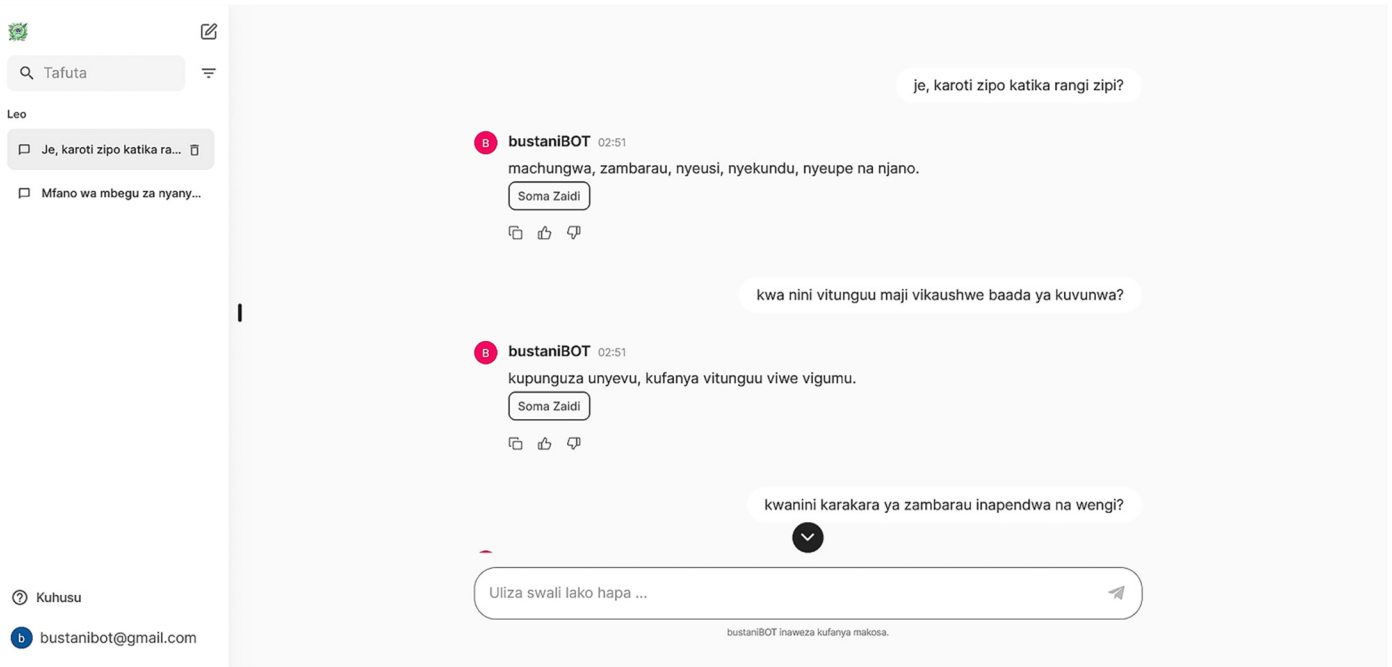 Tafuta
Leo
Je, karoti zipo katika ra...
Mfano wa mbegu za nyany...
Kuhusu
b
bustanibot@gmail.com
je, karoti zipo katika rangi zipi?
B
bustaniBOT 02:51
machungwa, zambarau, nyeusi, nyekundu, nyeupe na njano.
Soma Zaidi
kwa nini vitunguu maji vikaushwe baada ya kuvunwa?
B
bustaniBOT 02:51
kupunguza unyevu, kufanya vitunguu viwe vigumu.
Soma Zaidi
kwanini karakara ya zambarau inapendwa na wengi?
Uliza swali lako hapa ...
bustaniBOT inaweza kufanya makosa.